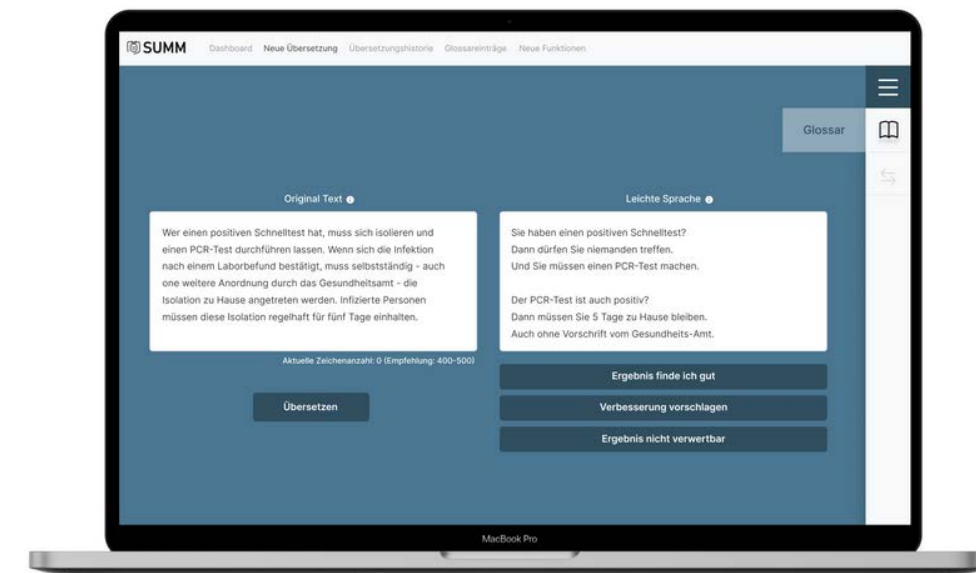 SUMM
Dashboard Neue Übersetzung Übersetzungshistorie Glossareinträge Neue Funktionen
Glossar
Original Text
Wer einen positiven Schnelltest hat, muss sich isolieren und
einen PCR-Test durchführen lassen. Wenn sich die Infektion
nach einem Laborbefund bestätigt, muss selbstständig - auch
one weitere Anordnung durch das Gesundheitsamt - die
Isolation zu Hause angetreten werden. Infizierte Personen
müssen diese Isolation regelhaft für fünf Tage einhalten.
Aktuelle Zeichenanzahl: 0 (Empfehlung: 400-500)
Übersetzen
Leichte Sprache
Sie haben einen positiven Schnelltest?
Dann dürfen Sie niemanden treffen.
Und Sie müssen einen PCR-Test machen.
Der PCR-Test ist auch positiv?
Dann müssen Sie 5 Tage zu Hause bleiben.
Auch ohne Vorschrift vom Gesundheits-Amt.
Ergebnis finde ich gut
Verbesserung vorschlagen
Ergebnis nicht verwertbar
MacBook Pro